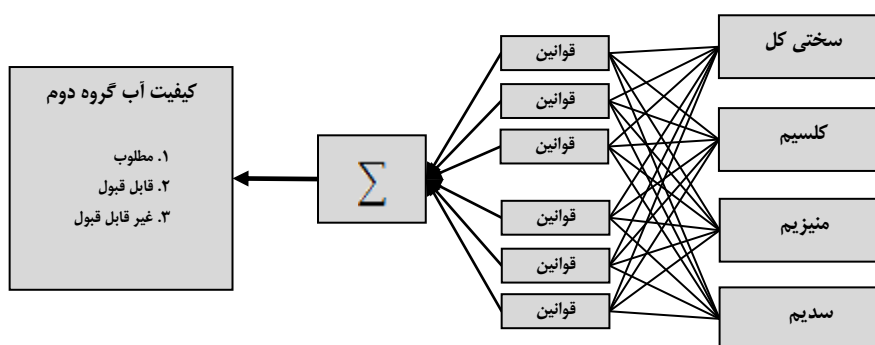 سختی کل
کلسیم
منیزیم
سدیم
قوانین
قوانین
قوانین
قوانین
قوانین
قوانین
∑
کیفیت آب گروه دوم
۱. مطلوب
۲. قابل قبول
۳. غیر قابل قبول